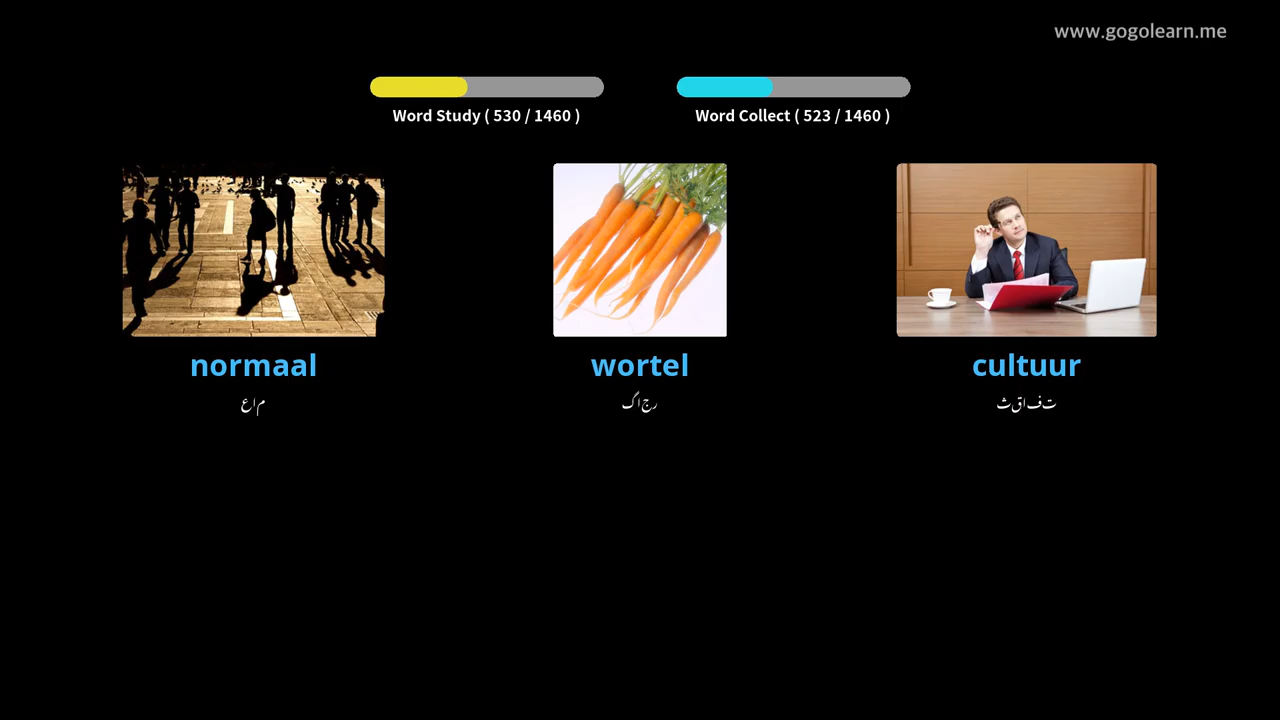 www.gogolearn.me
Word Study ( 530 / 1460 )
Word Collect ( 523 / 1460 )
normaal
wortel
cultuur
عام
گاجر
ثقافت